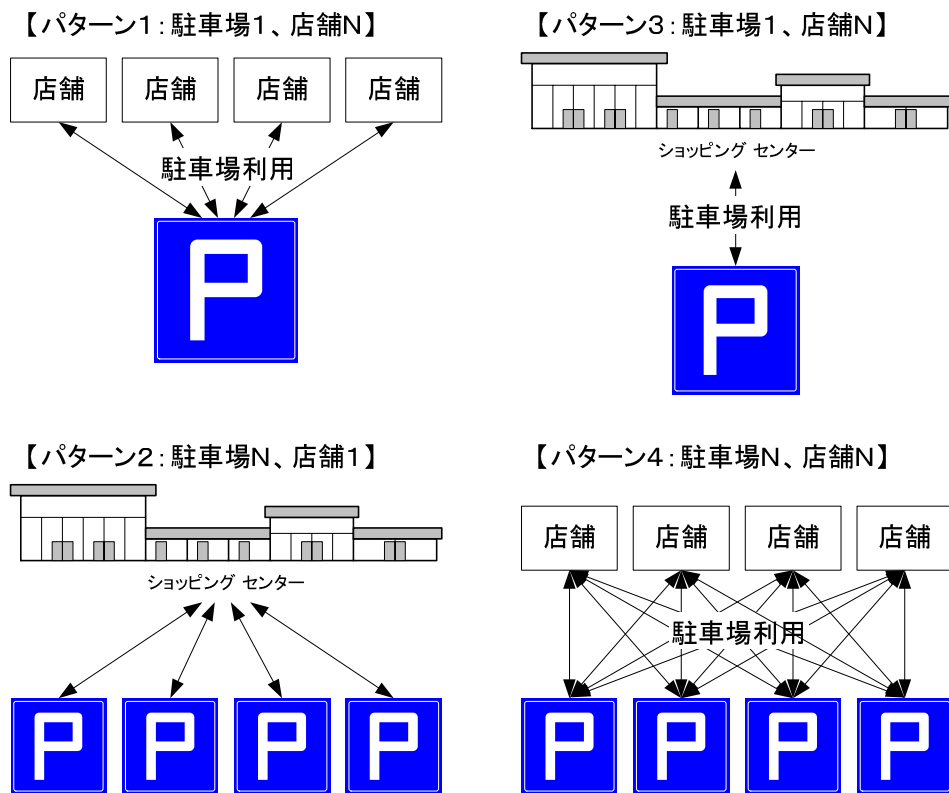 【パターン1：駐車場1、店舗N】
店舗 店舗 店舗 店舗
駐車場利用
P
【パターン3：駐車場1、店舗N】
ショッピング センター
駐車場利用
P
【パターン2：駐車場N、店舗1】
ショッピング センター
P P P P
【パターン4：駐車場N、店舗N】
店舗 店舗 店舗 店舗
駐車場利用
P P P P